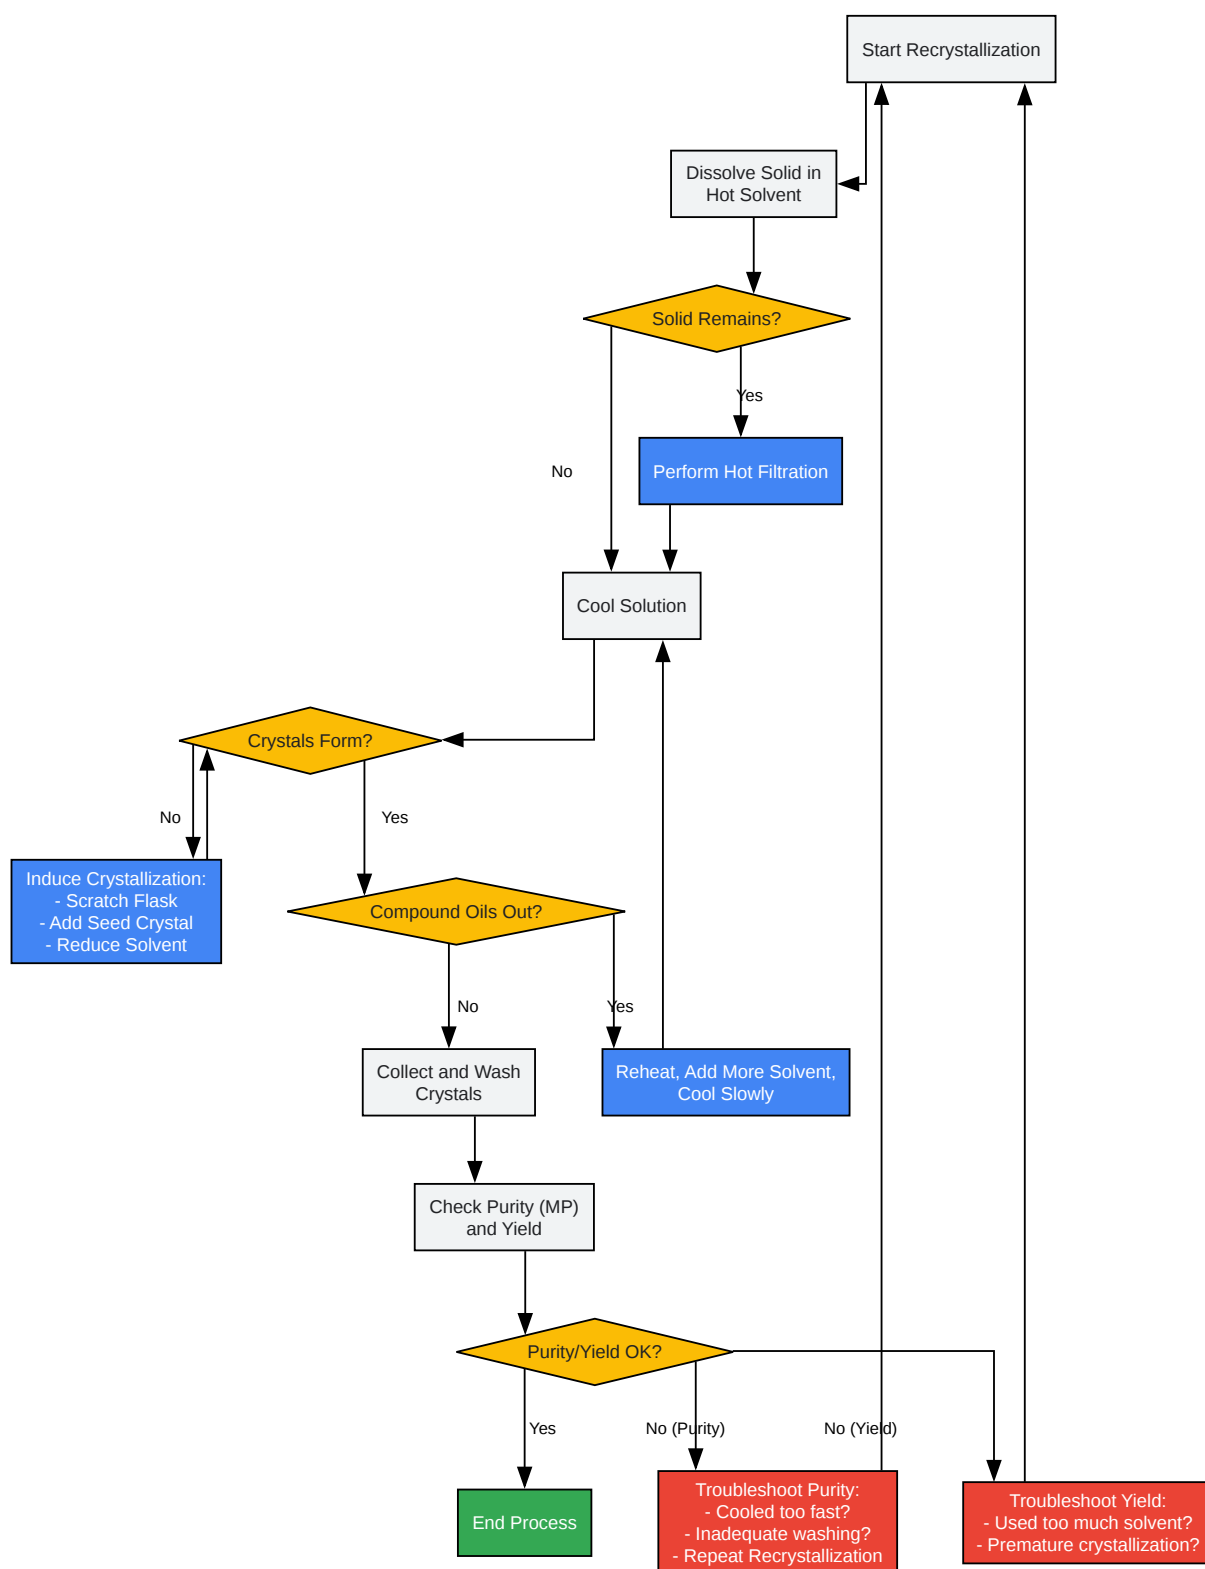 Start Recrystallization
Dissolve Solid in
Hot Solvent
Solid Remains?
Yes
No
Perform Hot Filtration
Cool Solution
Crystals Form?
No
Yes
Induce Crystallization:
- Scratch Flask
- Add Seed Crystal
- Reduce Solvent
Compound Oils Out?
No
Yes
Collect and Wash
Crystals
Reheat, Add More Solvent,
Cool Slowly
Check Purity (MP)
and Yield
Purity/Yield OK?
Yes
No (Purity)
No (Yield)
End Process
Troubleshoot Purity:
- Cooled too fast?
- Inadequate washing?
- Repeat Recrystallization
Troubleshoot Yield:
- Used too much solvent?
- Premature crystallization?